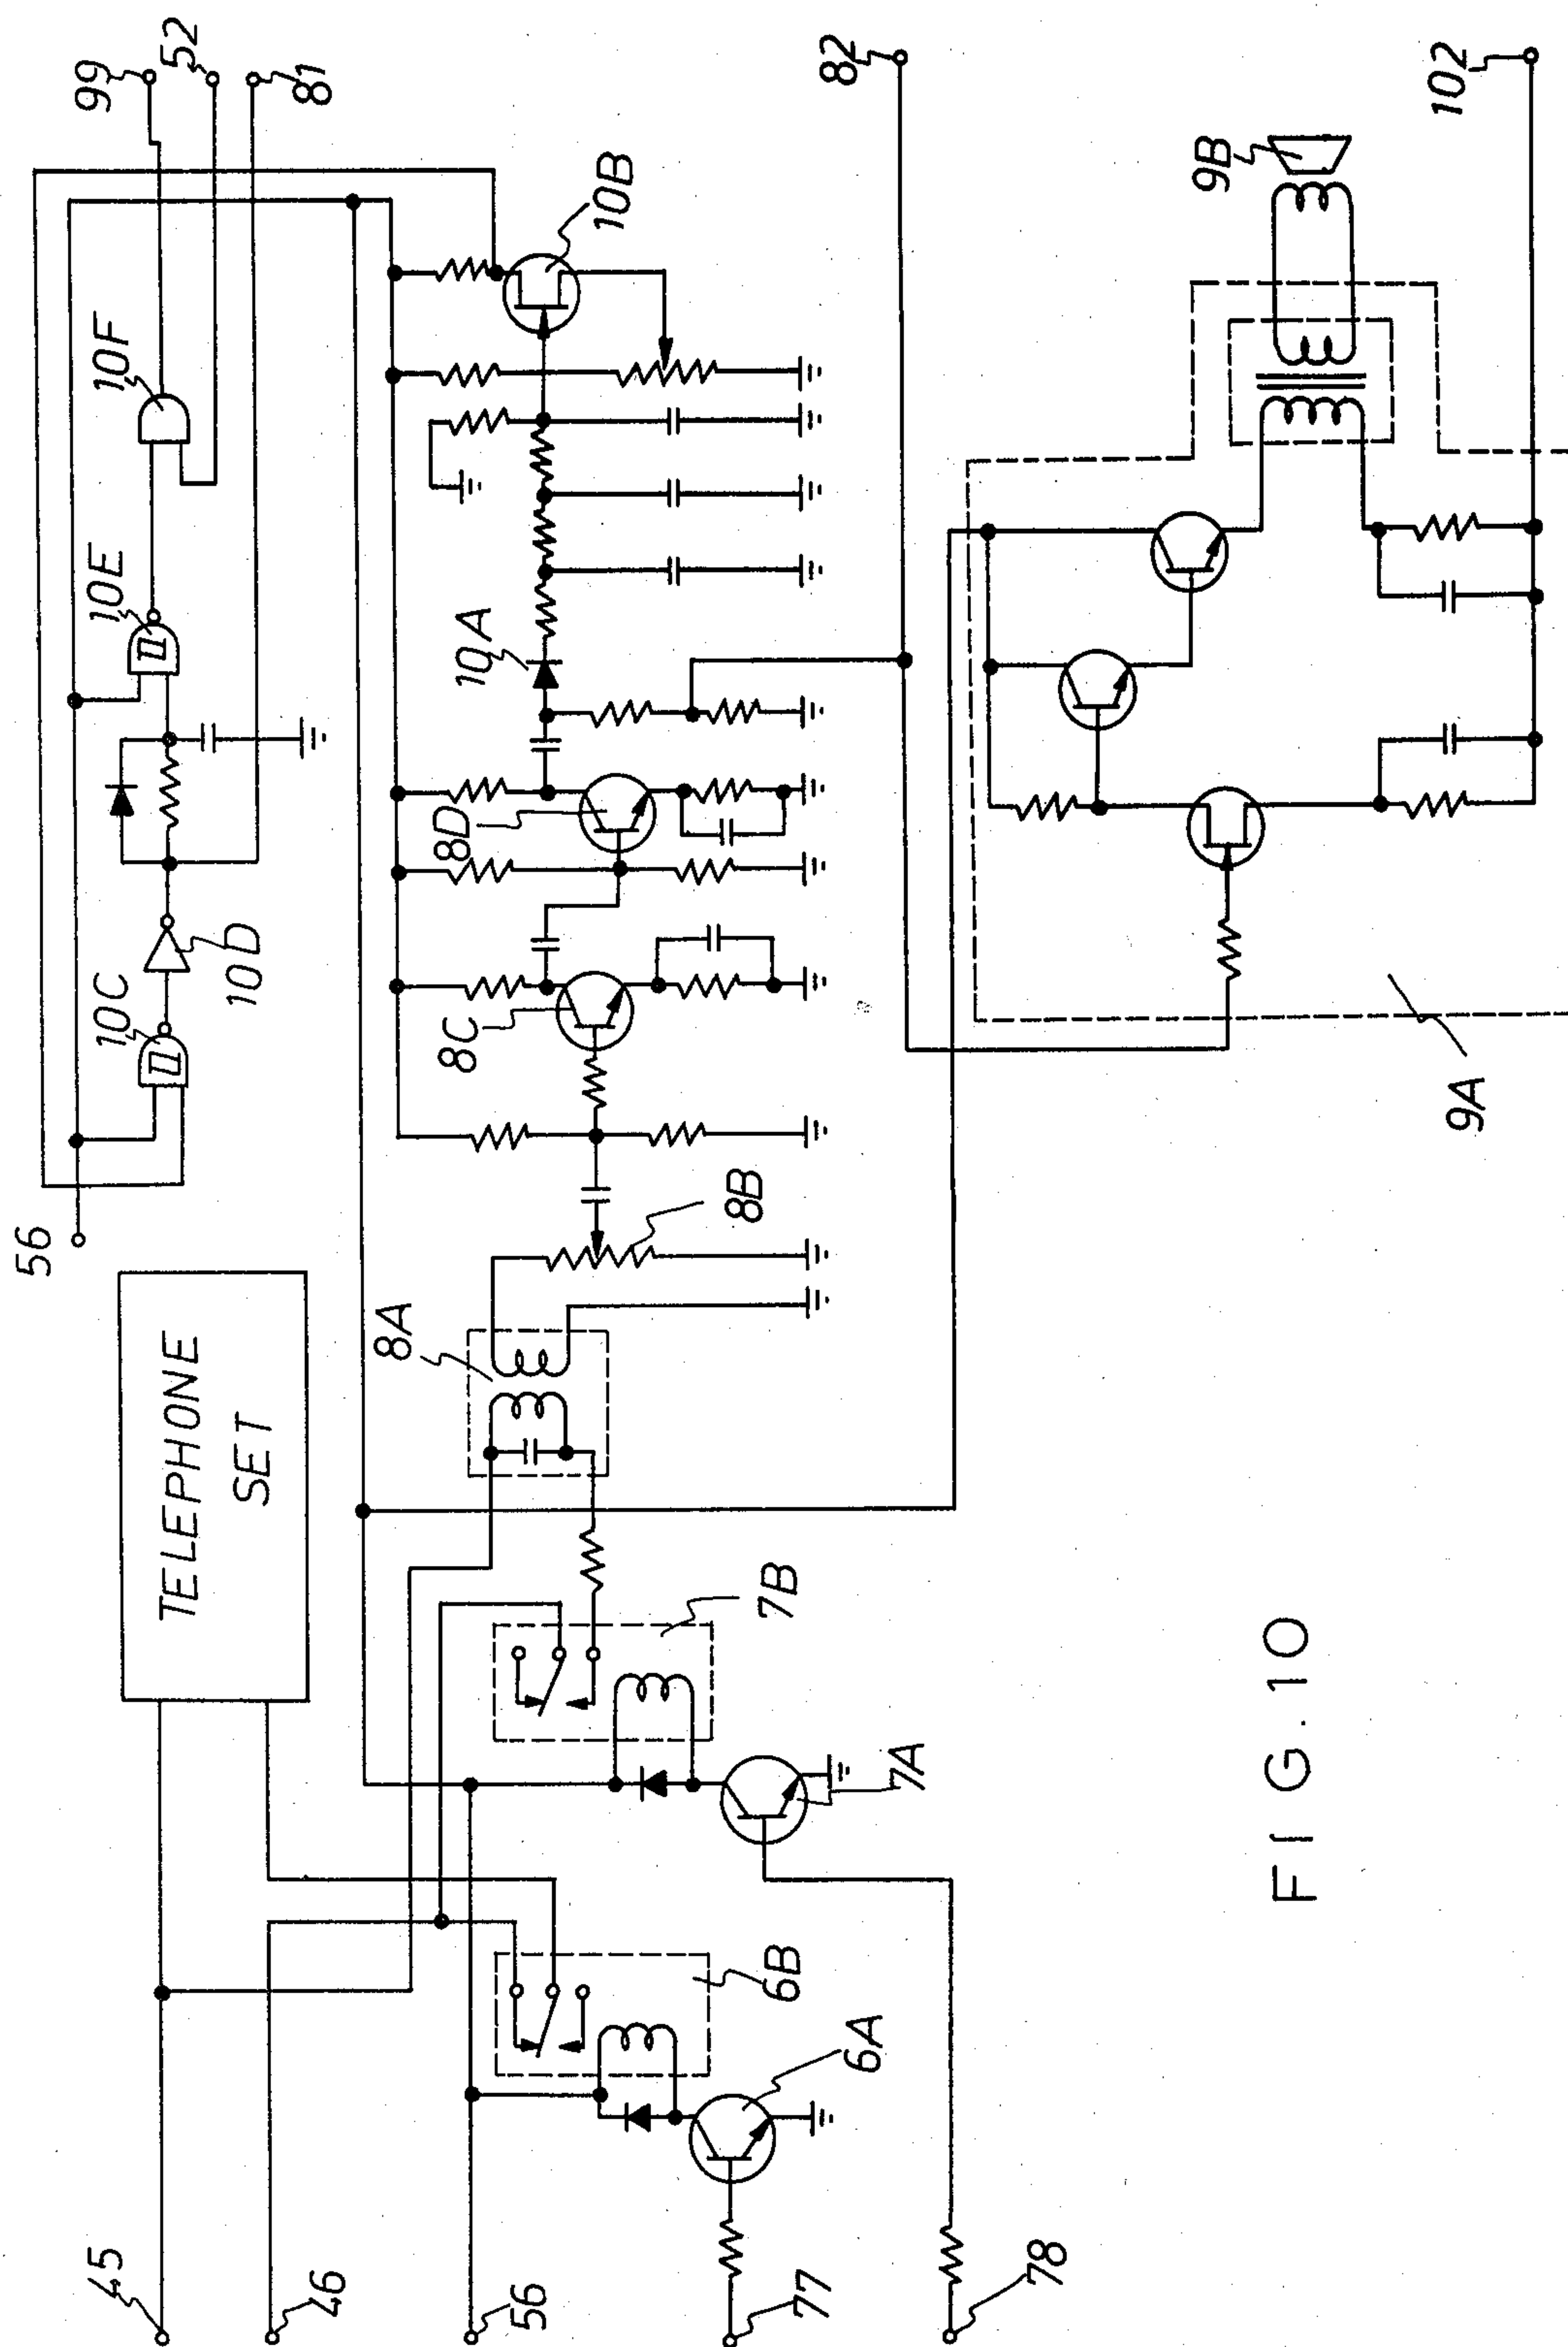 45
46
56
77
78
6A
6B
7A
7B
TELEPHONE
SET
8A
8B
56
10C
10D
10E
10F
99
52
81
8C
8D
10A
10B
82
9A
9B
102
FIG.10